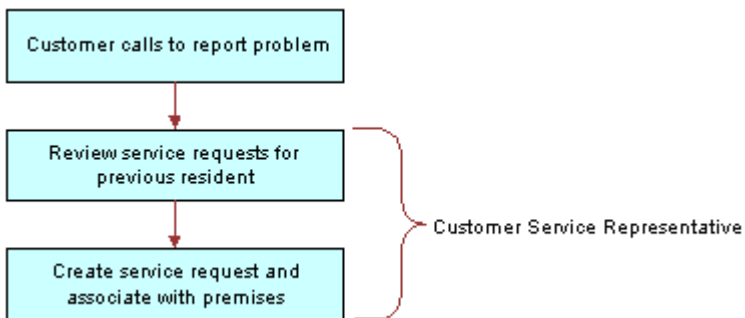 Customer calls to report problem
Review service requests for
previous resident
Customer Service Representative
Create service request and
associate with premises